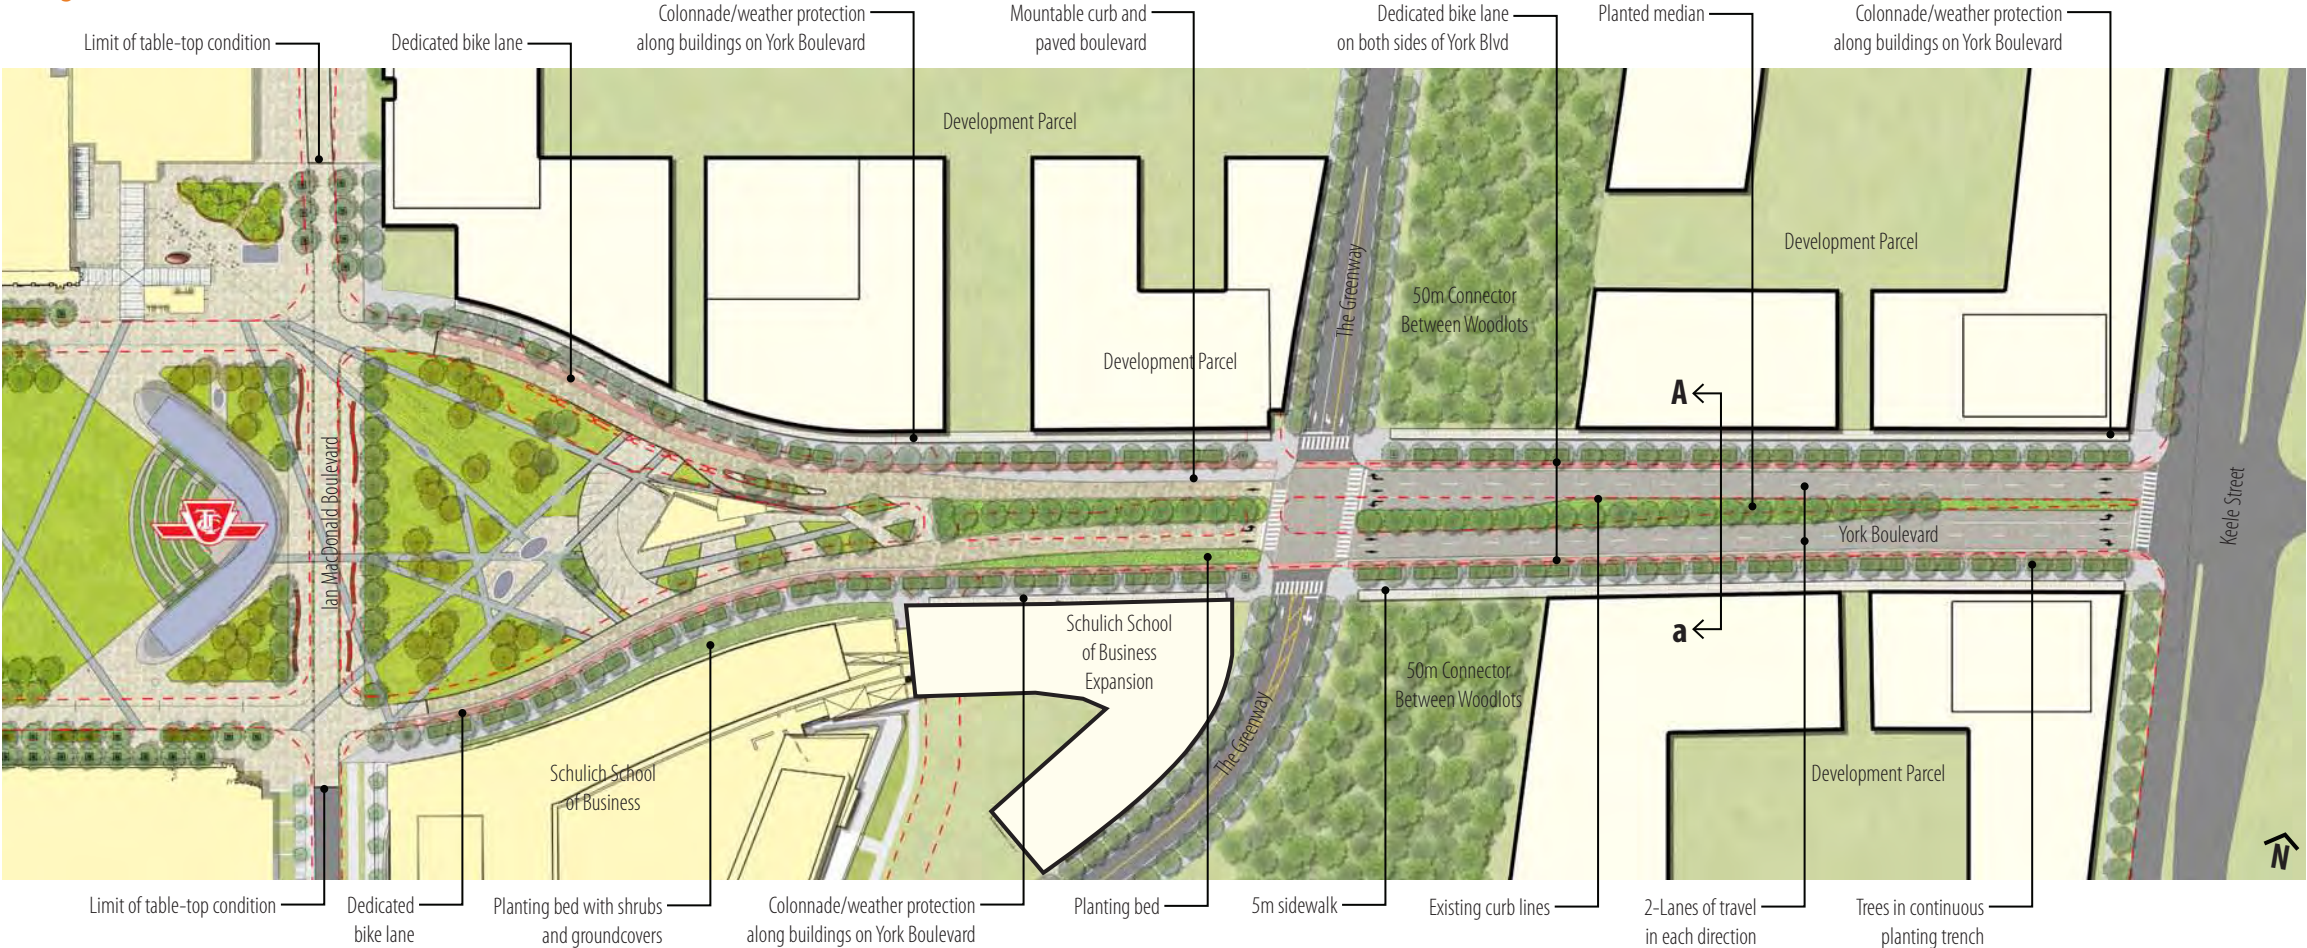 Limit of table-top condition
Dedicated bike lane
Colonnade/weather protection
along buildings on York Boulevard
Mountable curb and
paved boulevard
Dedicated bike lane
on both sides of York Blvd
Planted median
Colonnade/weather protection
along buildings on York Boulevard
Development Parcel
Development Parcel
The Greenway
50m Connector
Between Woodlots
Development Parcel
A
Ian MacDonald Boulevard
TTC
York Boulevard
Keele Street
Schulich School
of Business
Expansion
a
50m Connector
Between Woodlots
The Greenway
Schulich School
of Business
Development Parcel
N
Limit of table-top condition
Dedicated
bike lane
Planting bed with shrubs
and groundcovers
Colonnade/weather protection
along buildings on York Boulevard
Planting bed
5m sidewalk
Existing curb lines
2-Lanes of travel
in each direction
Trees in continuous
planting trench